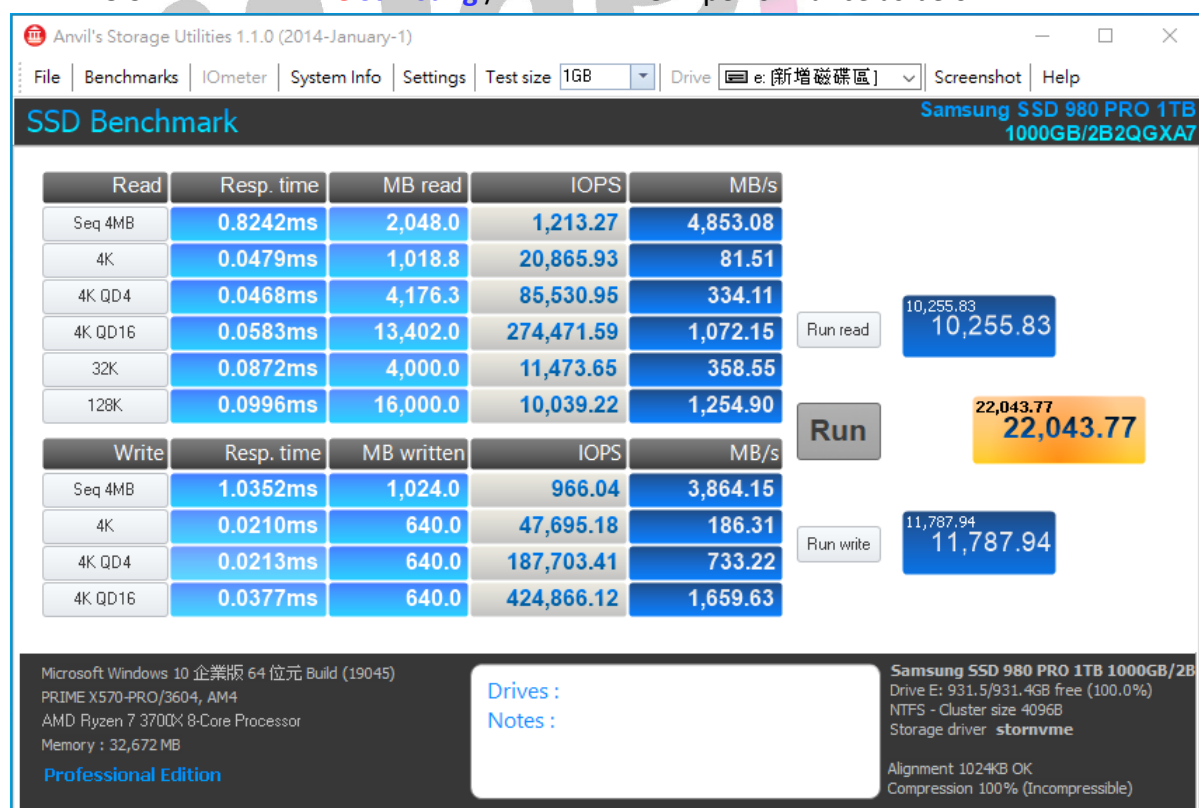 Anvil's Storage Utilities 1.1.0 (2014-January-1)
File Benchmarks IOmeter System Info Settings Test size 1GB Drive e: [新增磁碟區] Screenshot Help
SSD Benchmark
Samsung SSD 980 PRO 1TB
1000GB/2B2QGXA7
Read Resp. time MB read IOPS MB/s
Seq 4MB 0.8242ms 2,048.0 1,213.27 4,853.08
4K 0.0479ms 1,018.8 20,865.93 81.51
4K QD4 0.0468ms 4,176.3 85,530.95 334.11
4K QD16 0.0583ms 13,402.0 274,471.59 1,072.15
32K 0.0872ms 4,000.0 11,473.65 358.55
128K 0.0996ms 16,000.0 10,039.22 1,254.90
Run read
10,255.83
10,255.83
Run
22,043.77
22,043.77
Write Resp. time MB written IOPS MB/s
Seq 4MB 1.0352ms 1,024.0 966.04 3,864.15
4K 0.0210ms 640.0 47,695.18 186.31
4K QD4 0.0213ms 640.0 187,703.41 733.22
4K QD16 0.0377ms 640.0 424,866.12 1,659.63
Run write
11,787.94
11,787.94
Microsoft Windows 10 企業版 64 位元 Build (19045)
PRIME X570-PRO/3604, AM4
AMD Ryzen 7 3700X 8-Core Processor
Memory : 32,672 MB
Professional Edition
Drives :
Notes :
Samsung SSD 980 PRO 1TB 1000GB/2B
Drive E: 931.5/931.4GB free (100.0%)
NTFS - Cluster size 4096B
Storage driver stornvme
Alignment 1024KB OK
Compression 100% (Incompressible)